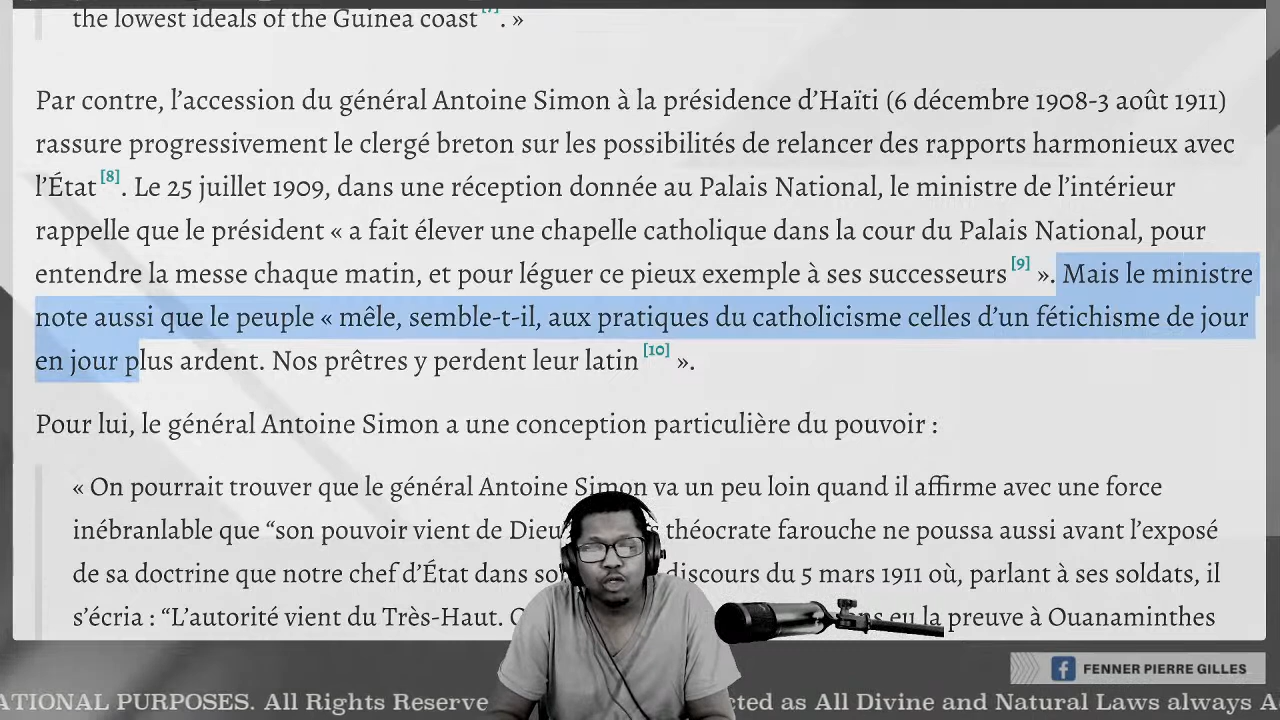 the lowest ideals of the Guinea coast [7]. »
Par contre, l’accession du général Antoine Simon à la présidence d’Haïti (6 décembre 1908-3 août 1911)
rassure progressivement le clergé breton sur les possibilités de relancer des rapports harmonieux avec
l’État [8]. Le 25 juillet 1909, dans une réception donnée au Palais National, le ministre de l’intérieur
rappelle que le président « a fait élever une chapelle catholique dans la cour du Palais National, pour
entendre la messe chaque matin, et pour léguer ce pieux exemple à ses successeurs [9] ». Mais le ministre
note aussi que le peuple « mêle, semble-t-il, aux pratiques du catholicisme celles d’un fétichisme de jour
en jour plus ardent. Nos prêtres y perdent leur latin [10] ».
Pour lui, le général Antoine Simon a une conception particulière du pouvoir :
« On pourrait trouver que le général Antoine Simon va un peu loin quand il affirme avec une force
inébranlable que “son pouvoir vient de Dieu théocrate farouche ne poussa aussi avant l’exposé
de sa doctrine que notre chef d’État dans discours du 5 mars 1911 où, parlant à ses soldats, il
s’écria : “L’autorité vient du Très-Haut. eu la preuve à Ouanaminthes
FENNER PIERRE GILLES
ATIONAL PURPOSES. All Rights Reserve cted as All Divine and Natural Laws always A